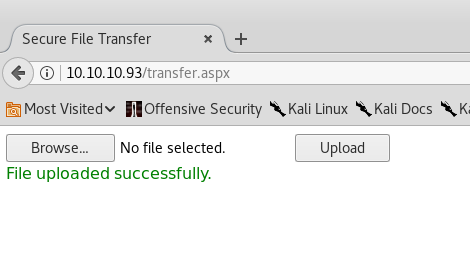 Secure File Transfer
10.10.10.93/transfer.aspx
Most Visited Offensive Security Kali Linux Kali Docs Ka
Browse... No file selected. Upload
File uploaded successfully.